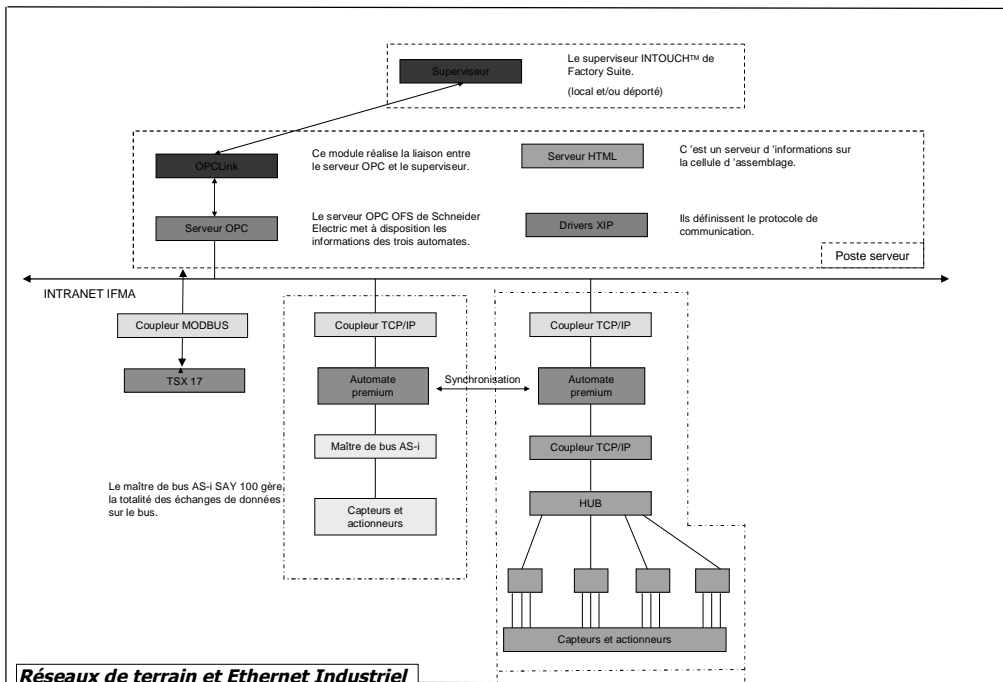 Superviseur
Le superviseur INTOUCH™ de
Factory Suite.
(local et/ou déporté)
OPCLink
Ce module réalise la liaison entre
le serveur OPC et le superviseur.
Serveur HTML
C 'est un serveur d 'informations sur
la cellule d 'assemblage.
Serveur OPC
Le serveur OPC OFS de Schneider
Electric met à disposition les
informations des trois automates.
Drivers XIP
Ils définissent le protocole de
communication.
Poste serveur
INTRANET IFMA
Coupleur MODBUS
Coupleur TCP/IP
Coupleur TCP/IP
TSX 17
Automate
premium
Synchronisation
Automate
premium
Maître de bus AS-i
Coupleur TCP/IP
Le maître de bus AS-i SAY 100 gère
la totalité des échanges de données
sur le bus.
Capteurs et
actionneurs
HUB
Capteurs et actionneurs
Réseaux de terrain et Ethernet Industriel